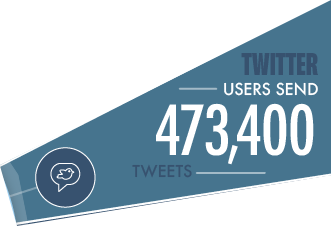 TWITTER
USERS SEND
473,400
TWEETS